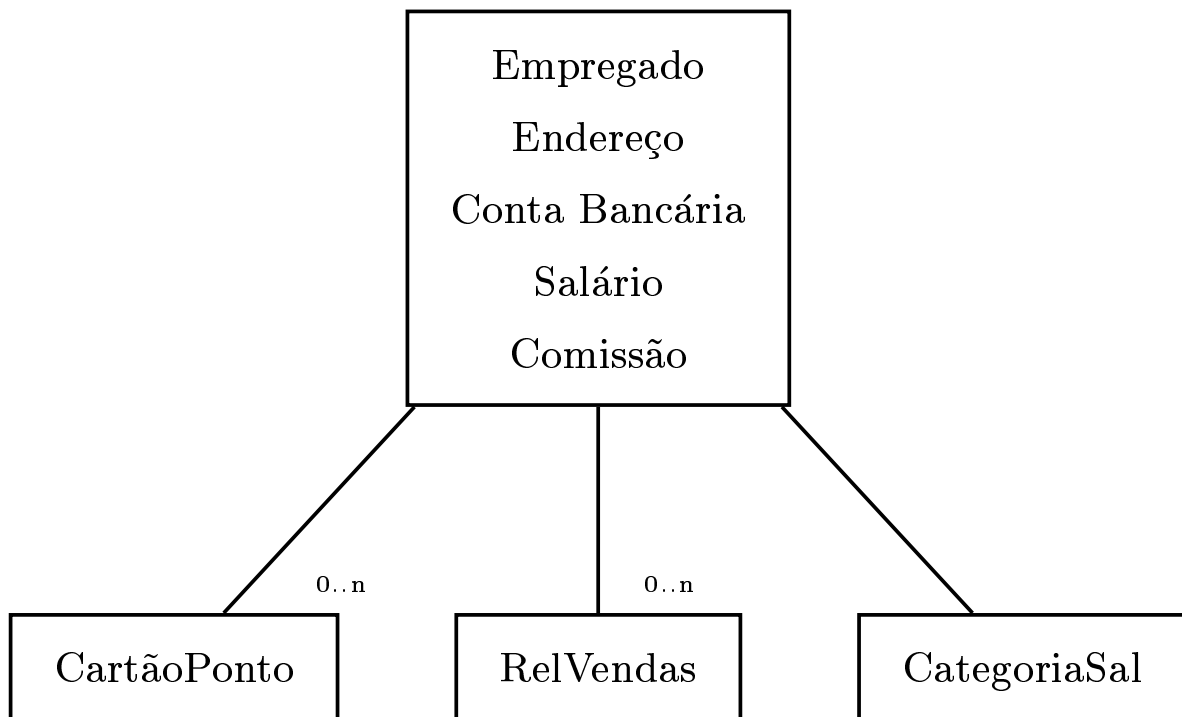 Empregado
Endereço
Conta Bancária
Salário
Comissão
0..n
0..n
CartãoPonto
RelVendas
CategoriaSal